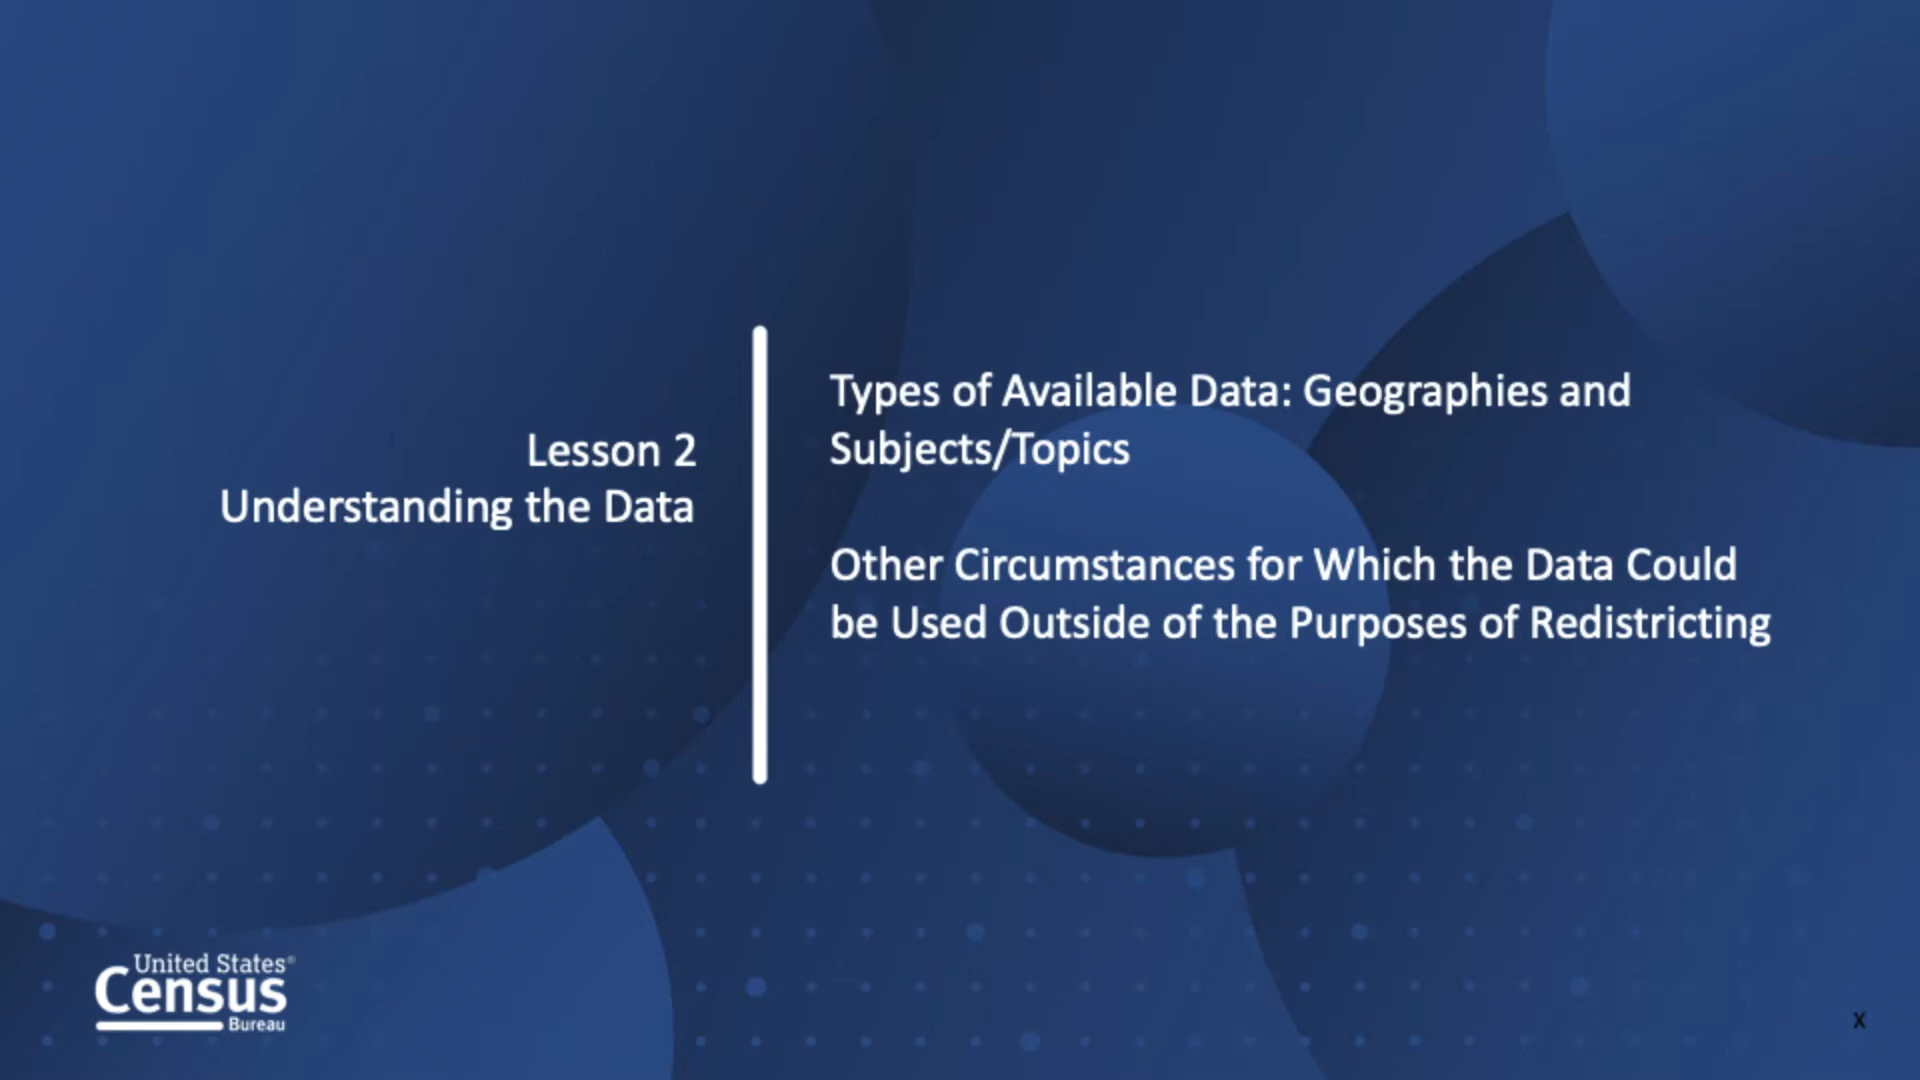 Lesson 2
Understanding the Data
Types of Available Data: Geographies and
Subjects/Topics
Other Circumstances for Which the Data Could
be Used Outside of the Purposes of Redistricting
United States®
Census
Bureau
X